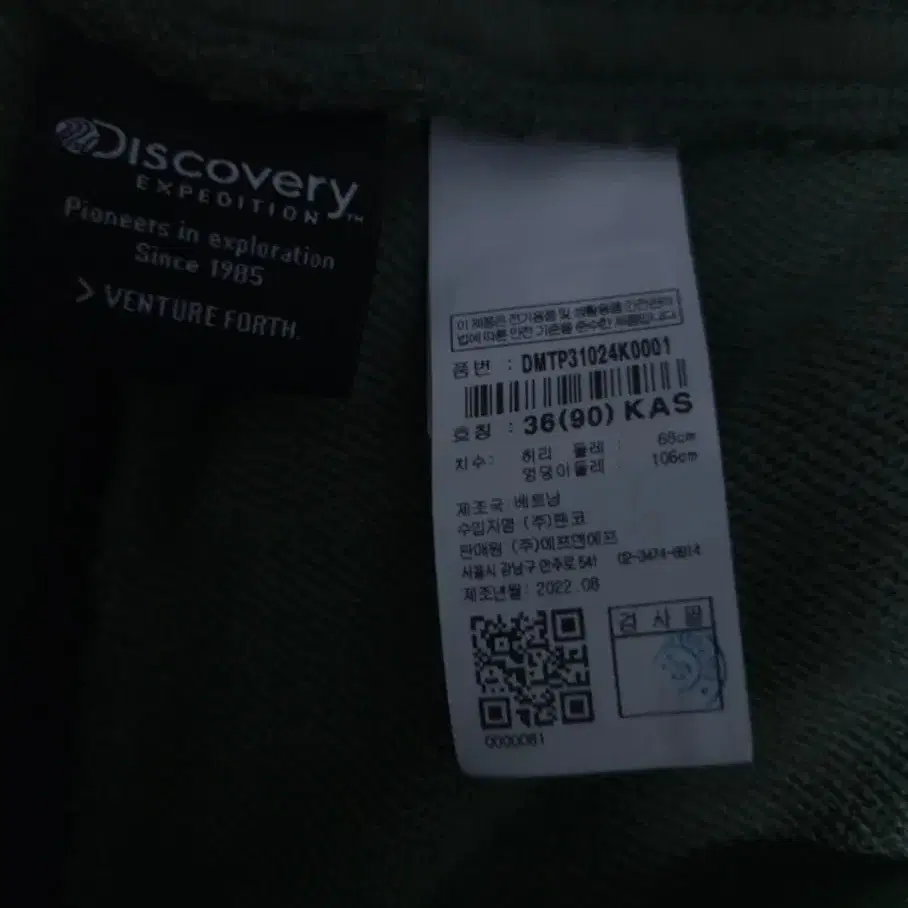 DISCOVERY
EXPEDITION™
Pioneers in exploration
Since 1985
> VENTURE FORTH.
이 제품은 전기용품 및 생활용품 안전관리
법에 따른 안전 기준을 준수한 제품입니다.
품번 : DMTP31024K0001
호칭 : 36(90) KAS
치수: 허리 둘레 : 68cm
엉덩이둘레 : 106cm
제조국 베트남
수입자명 (주)팬코
판매원 (주)에프앤에프
서울시 강남구 언주로 541 02-3474-
제조년월: 2022.08
검사필
0000081